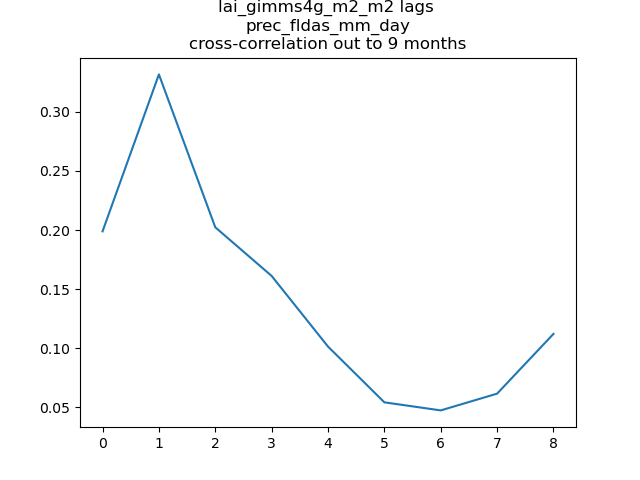 lai_gimms4g_m2_m2 lags
prec_fldas_mm_day
cross-correlation out to 9 months
0.30
0.25
0.20
0.15
0.10
0.05
0 1 2 3 4 5 6 7 8